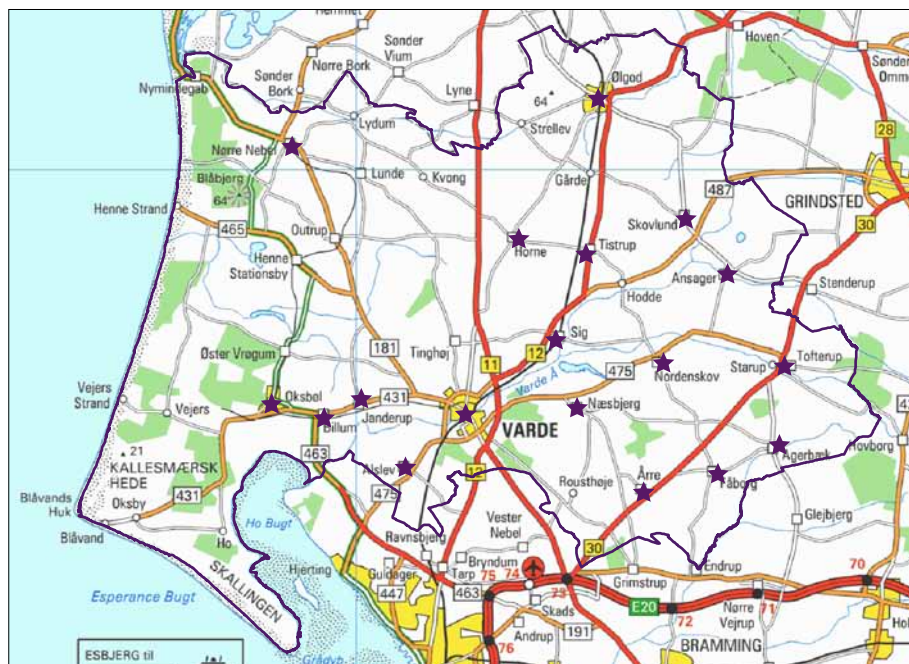 Hemmet
Hoven
Sønder
Vium
Nørre Bork
Sønder
Omme
Nymindegab
Sønder
Bork
Ølgod
Lyne
64
Strellev
Lydum
28
Nørre Nebel
Kvong
Lunde
Gårde
Blåbjerg
64
487
GRINDSTED
Henne Strand
465
Outrup
Skovlund
30
Horne
Tistrup
Henne
Stationsby
Ansager
Stenderup
Hodde
Sig
Tinghøj
181
12
Øster Vrøgum
11
475
Tofterup
Starup
Nordenskov
Varde Å
Vejers
Strand
Oksbøl
431
Næsbjerg
Vejers
Janderup
Billum
VARDE
Hovborg
21
KALLESMÆRSK
HEDE
463
Agerbæk
Alslev
12
Årre
Fåborg
Rousthøje
431
475
Blåvands
Huk
Oksby
Vester
Nebel
Glejbjerg
Blåvand
Ho
Ho Bugt
Ravnsbjerg
30
Bryndum
Endrup
70
SKALLINGEN
Hjerting
Guldager
Tarp
75
74
Grimstrup
447
463
73
Skads
E20
Nørre
Vejrup
71
Esperance Bugt
Andrup
191
72
76
BRAMMING
ESBJERG til
Grådyb